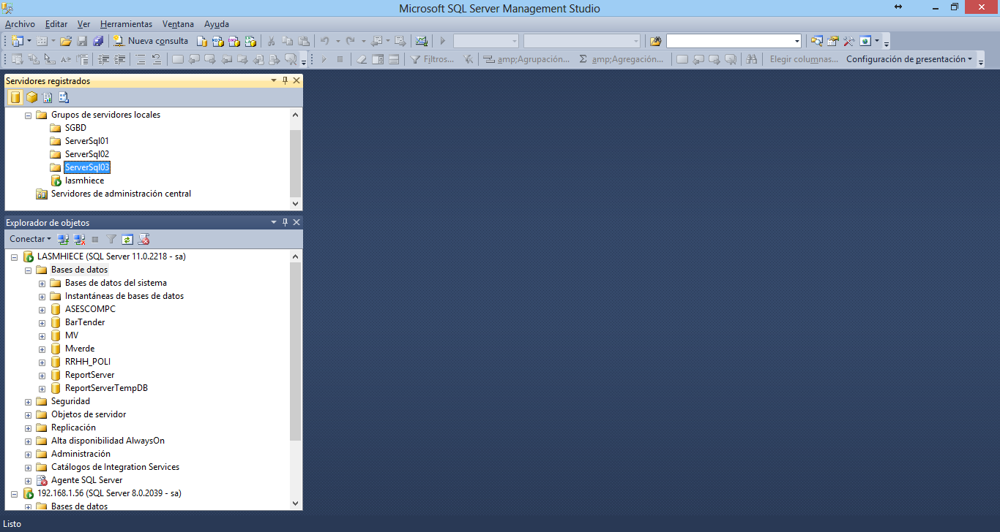 Microsoft SQL Server Management Studio
Archivo Editar Ver Herramientas Ventana Ayuda
Nueva consulta
Filtros... amp;Agrupación... Σ amp;Agregación... Elegir columnas... Configuración de presentación
Servidores registrados
Grupos de servidores locales
SGBD
ServerSql01
ServerSql02
ServerSql03
lasmhiece
Servidores de administración central
Explorador de objetos
Conectar
LASMHIECE (SQL Server 11.0.2218 - sa)
Bases de datos
Bases de datos del sistema
Instantáneas de bases de datos
ASESCOMPC
BarTender
MV
Mverde
RRHH_POLI
ReportServer
ReportServerTempDB
Seguridad
Objetos de servidor
Replicación
Alta disponibilidad AlwaysOn
Administración
Catálogos de Integration Services
Agente SQL Server
192.168.1.56 (SQL Server 8.0.2039 - sa)
Bases de datos
Listo